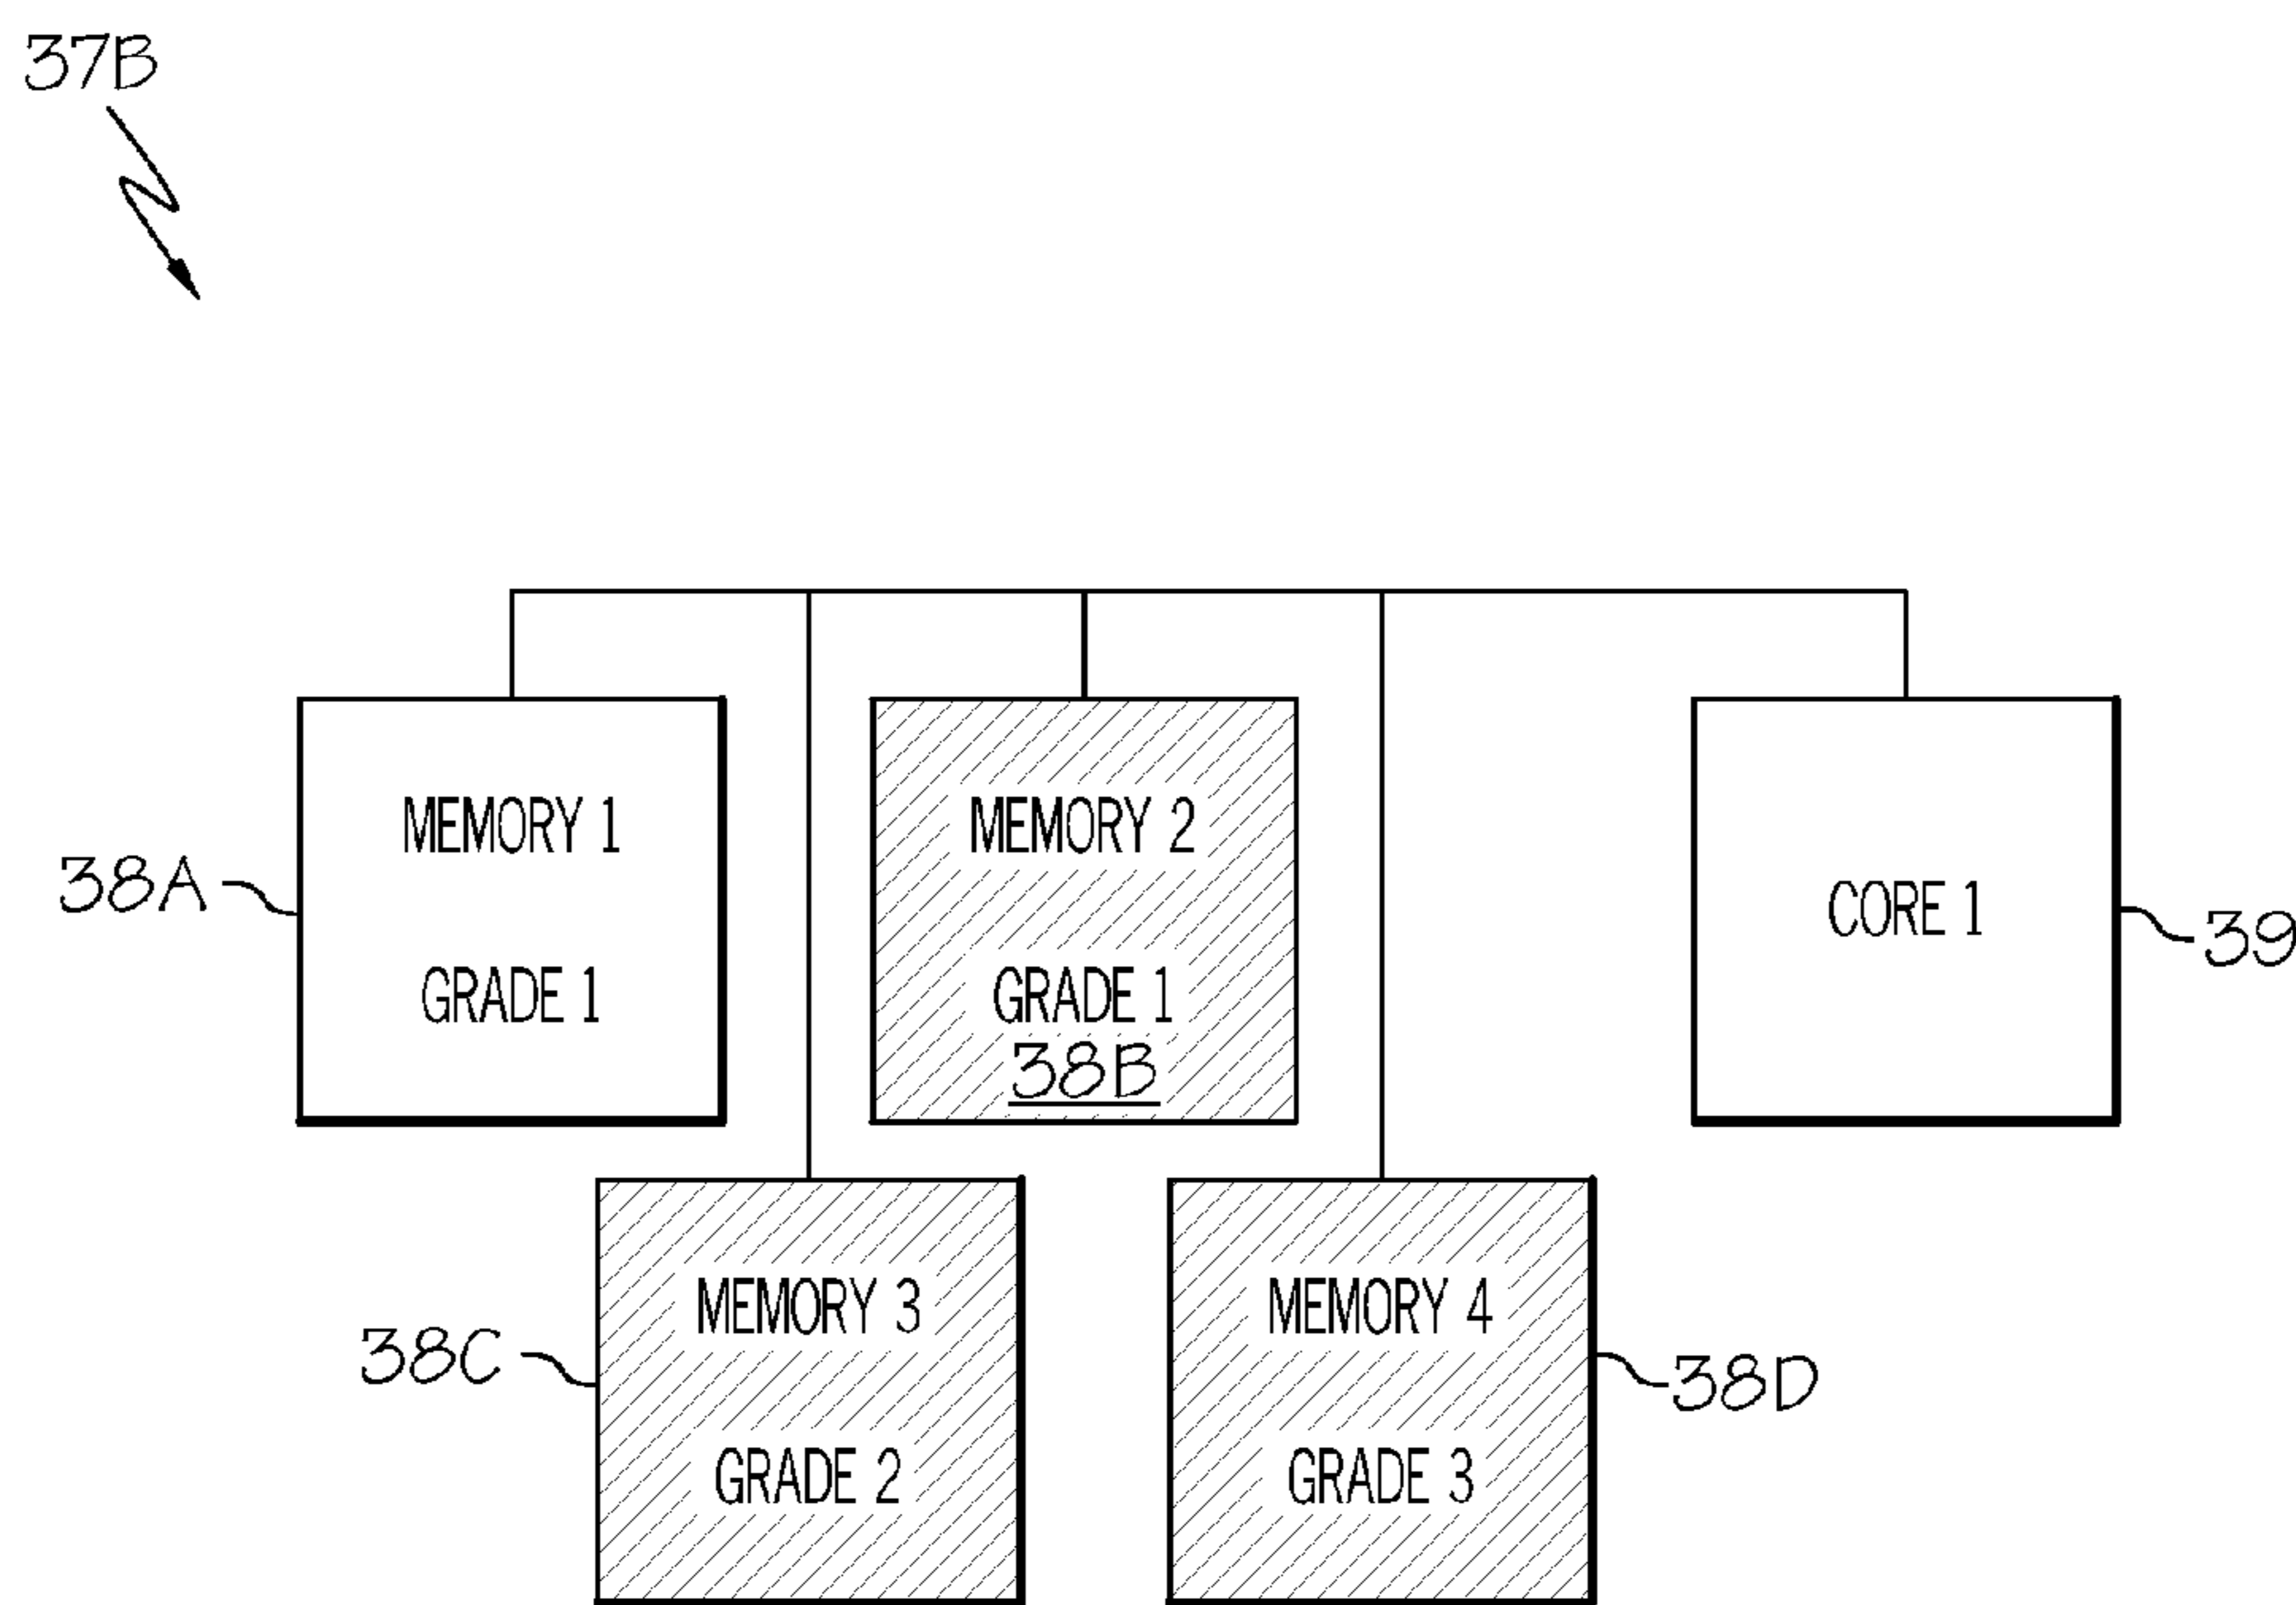 37B
MEMORY 1
GRADE 1
38A
MEMORY 2
GRADE 1
38B
CORE 1
39
MEMORY 3
GRADE 2
38C
MEMORY 4
GRADE 3
38D